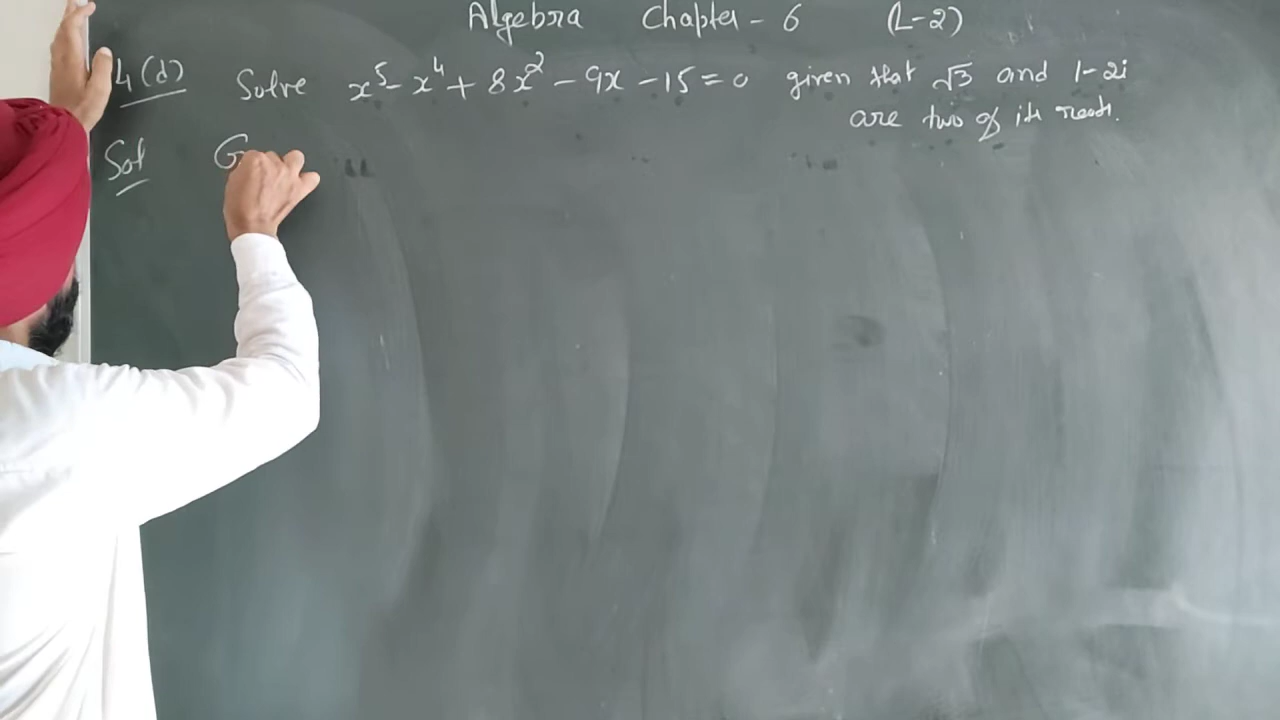 Algebra Chapter - 6 (L-2)
4(d) Solve x⁵ - x⁴ + 8x² - 9x - 15 = 0 given that √3 and 1-2i
are two of its roots.
Sol G